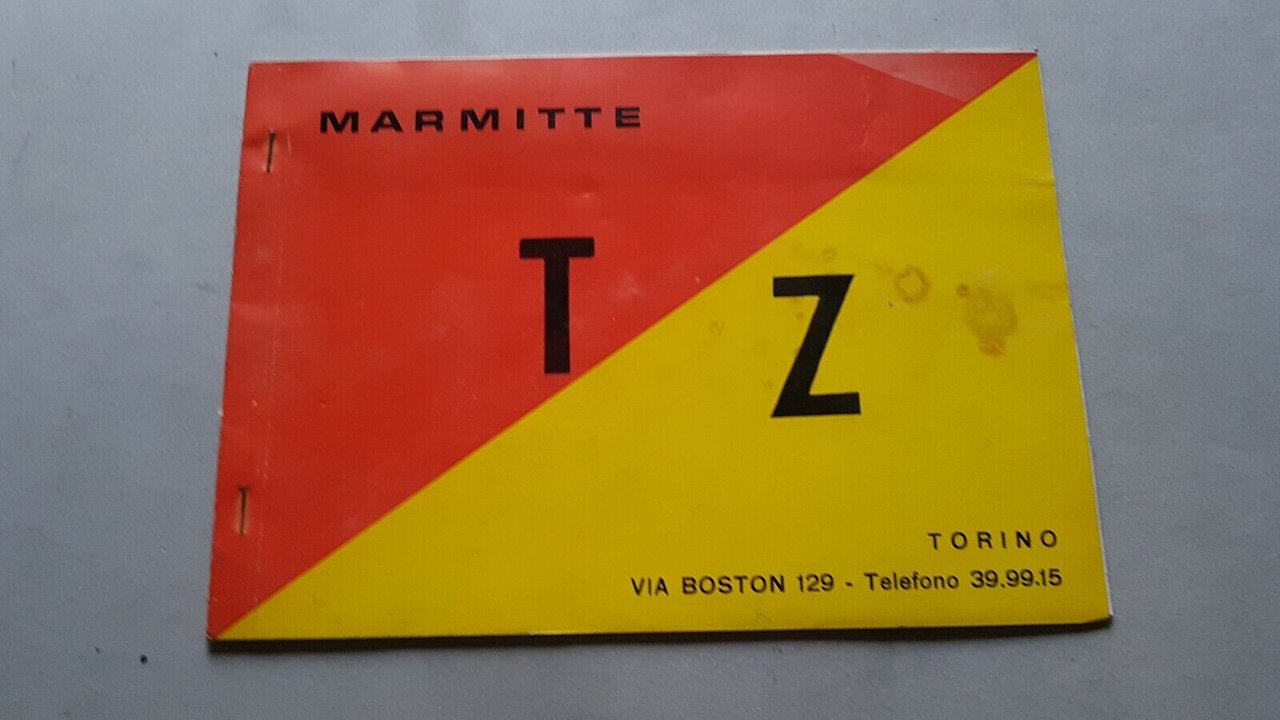 MARMITTE
T
Z
TORINO
VIA BOSTON 129 - Telefono 39.99.15